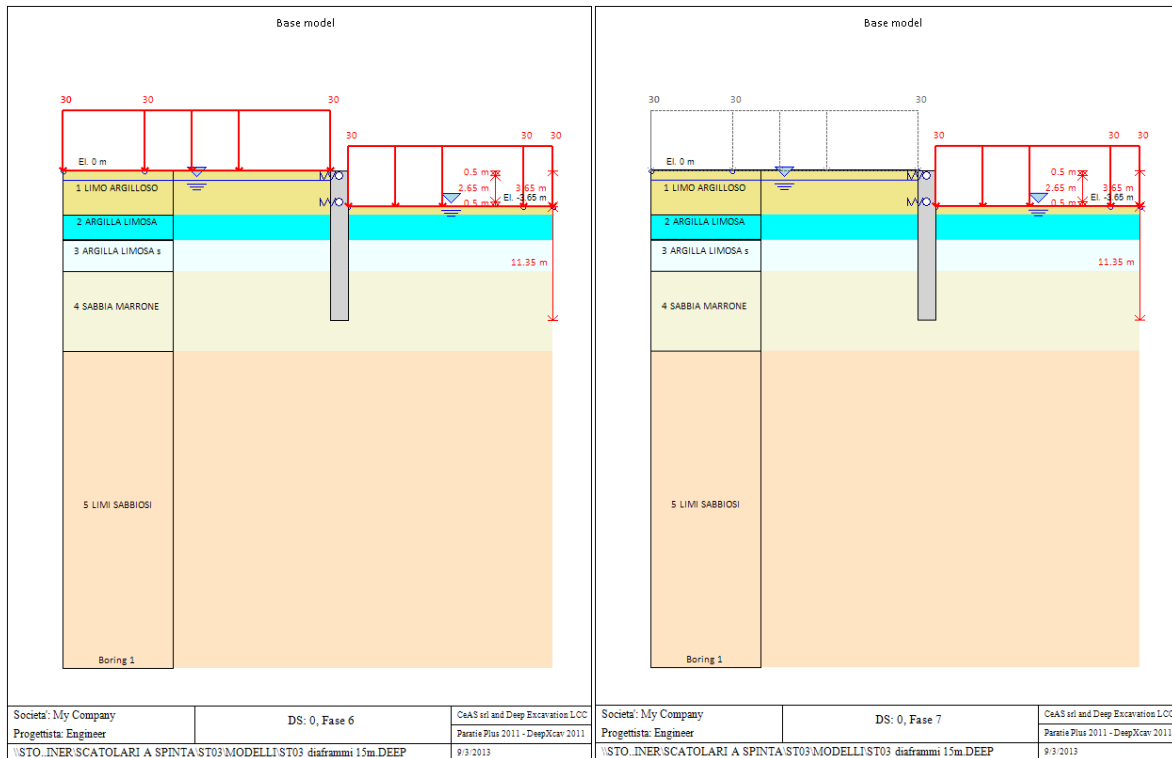 Base model
30 30 30
30 30 30
El. 0 m
0.5 m
1 LIMO ARGILLOSO
2.65 m 3.65 m
0.5 m El. -3.65 m
2 ARGILLA LIMOSA
3 ARGILLA LIMOSA s
11.35 m
4 SABBIA MARRONE
5 LIMI SABBIOSI
Boring 1
Societa': My Company
Progettista: Engineer
DS: 0, Fase 6
CeAS srl and Deep Excavation LCC
Paratie Plus 2011 - DeepXcav 2011
\\STO..INER\SCATOLARI A SPINTA\ST03\MODELLI\ST03 diaframmi 15m.DEEP
9/3/2013
Base model
30 30 30
30 30 30
El. 0 m
0.5 m
1 LIMO ARGILLOSO
2.65 m 3.65 m
0.5 m El. -3.65 m
2 ARGILLA LIMOSA
3 ARGILLA LIMOSA s
11.35 m
4 SABBIA MARRONE
5 LIMI SABBIOSI
Boring 1
Societa': My Company
Progettista: Engineer
DS: 0, Fase 7
CeAS srl and Deep Excavation LCC
Paratie Plus 2011 - DeepXcav 2011
\\STO..INER\SCATOLARI A SPINTA\ST03\MODELLI\ST03 diaframmi 15m.DEEP
9/3/2013